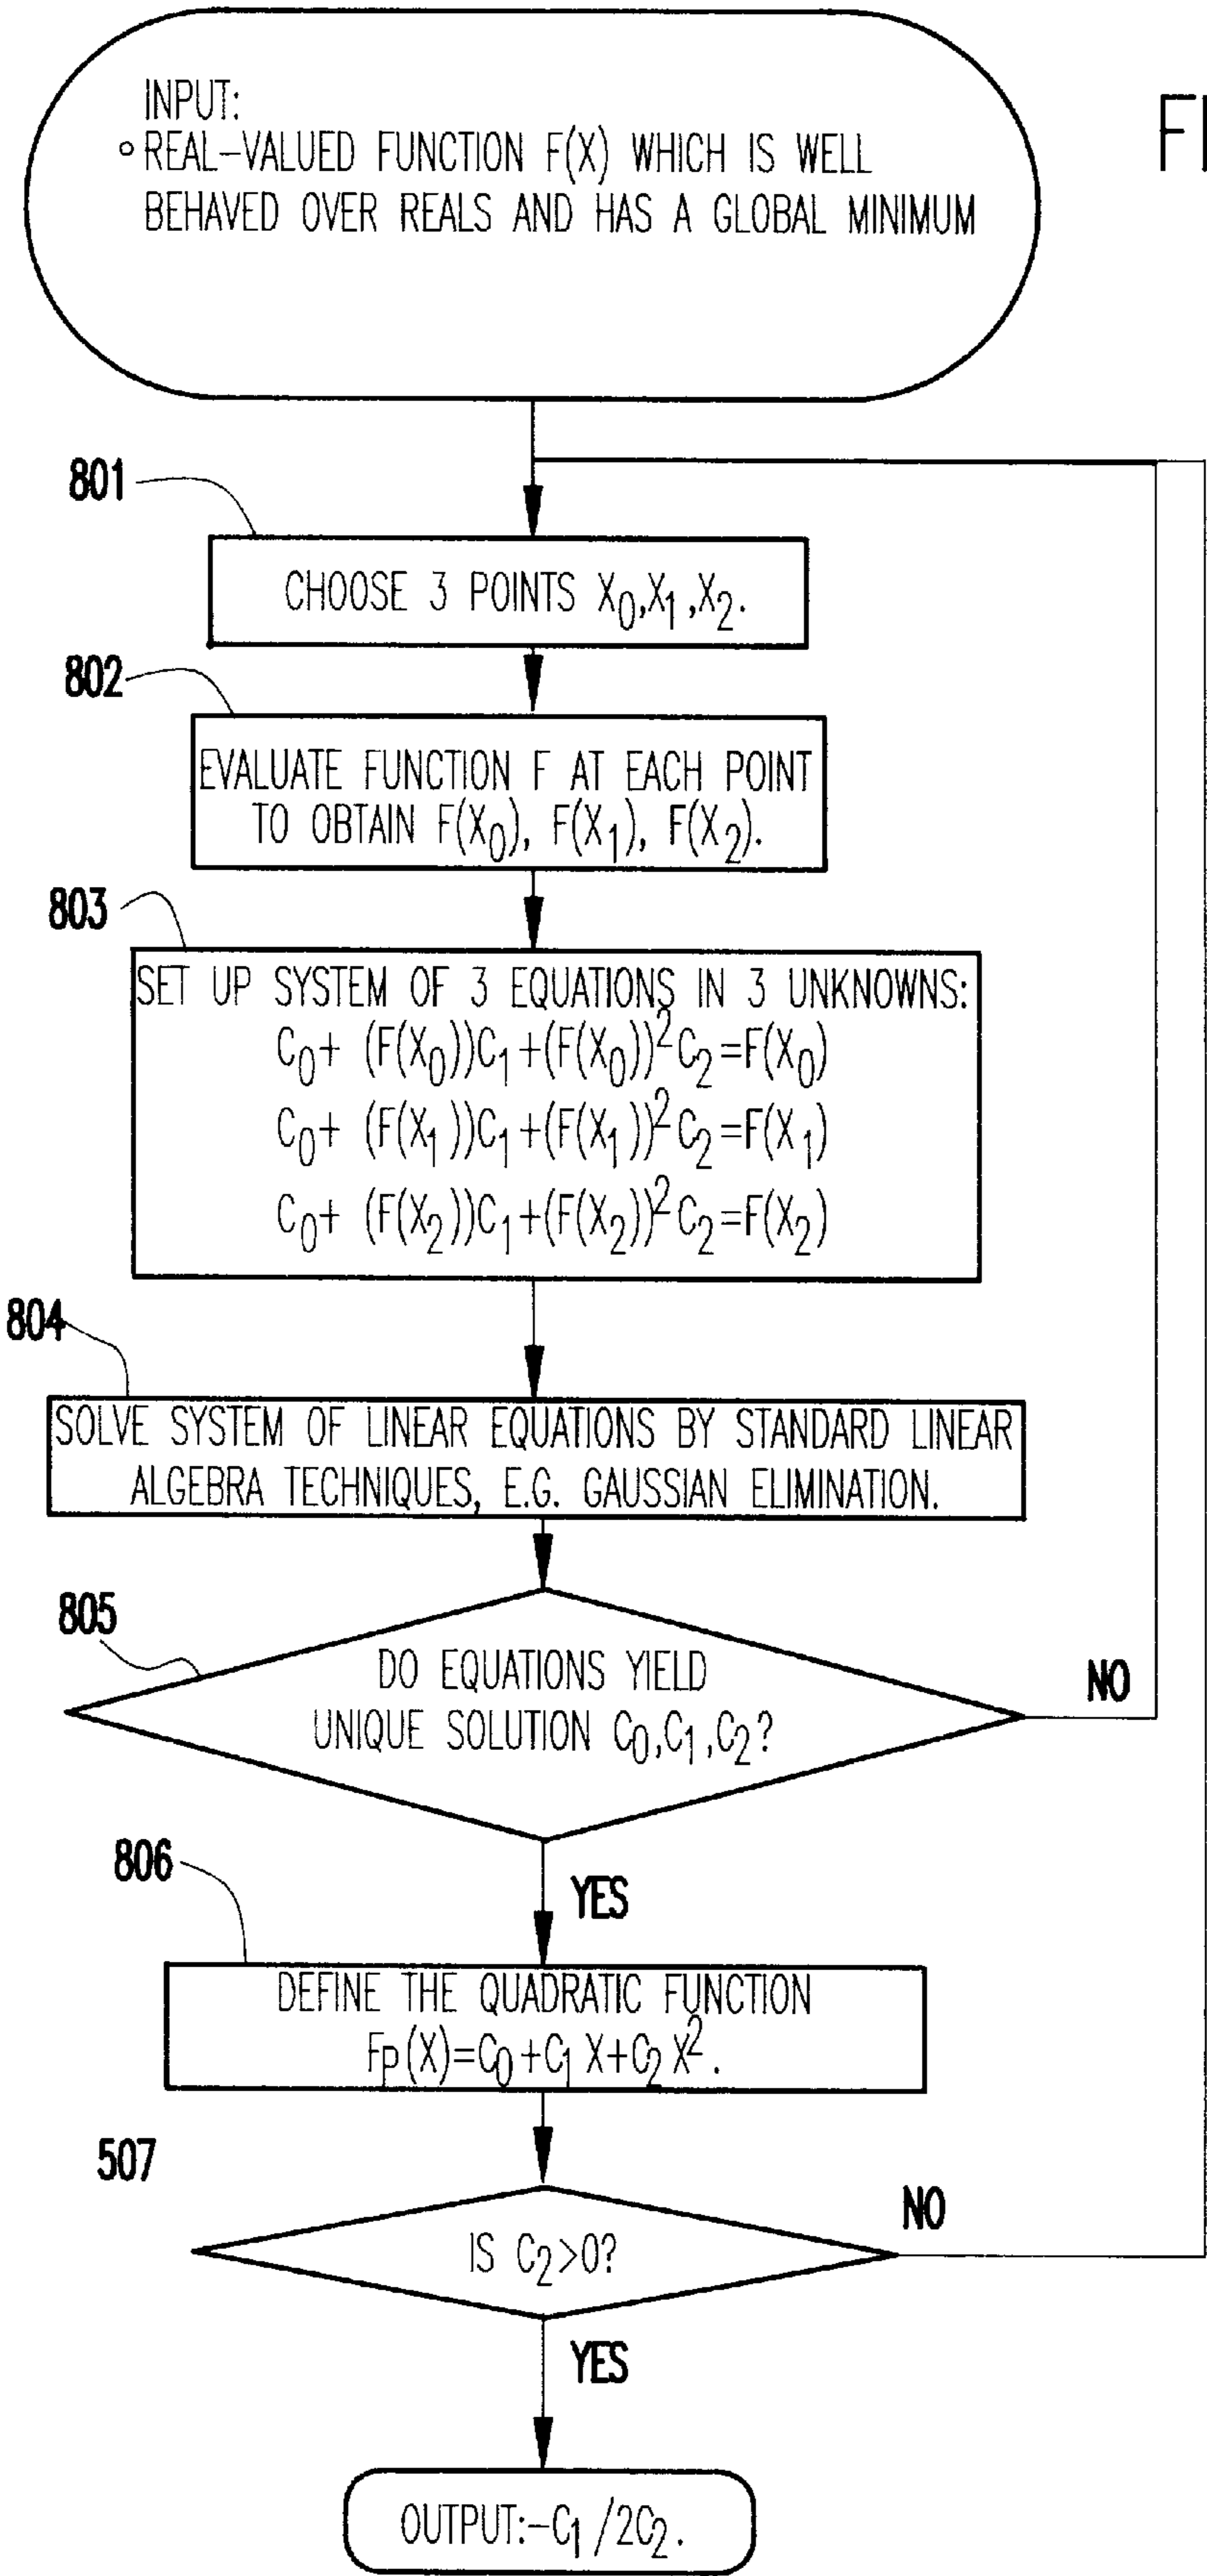 INPUT:
○ REAL-VALUED FUNCTION F(X) WHICH IS WELL
BEHAVED OVER REALS AND HAS A GLOBAL MINIMUM
801
CHOOSE 3 POINTS X₀,X₁,X₂.
802
EVALUATE FUNCTION F AT EACH POINT
TO OBTAIN F(X₀), F(X₁), F(X₂).
803
SET UP SYSTEM OF 3 EQUATIONS IN 3 UNKNOWNS:
C₀+ (F(X₀))C₁+(F(X₀))²C₂=F(X₀)
C₀+ (F(X₁))C₁+(F(X₁))²C₂=F(X₁)
C₀+ (F(X₂))C₁+(F(X₂))²C₂=F(X₂)
804
SOLVE SYSTEM OF LINEAR EQUATIONS BY STANDARD LINEAR
ALGEBRA TECHNIQUES, E.G. GAUSSIAN ELIMINATION.
805
DO EQUATIONS YIELD
UNIQUE SOLUTION C₀,C₁,C₂?
NO
806
YES
DEFINE THE QUADRATIC FUNCTION
Fp(X)=C₀+C₁X+C₂X².
507
NO
IS C₂>0?
YES
OUTPUT:-C₁/2C₂.